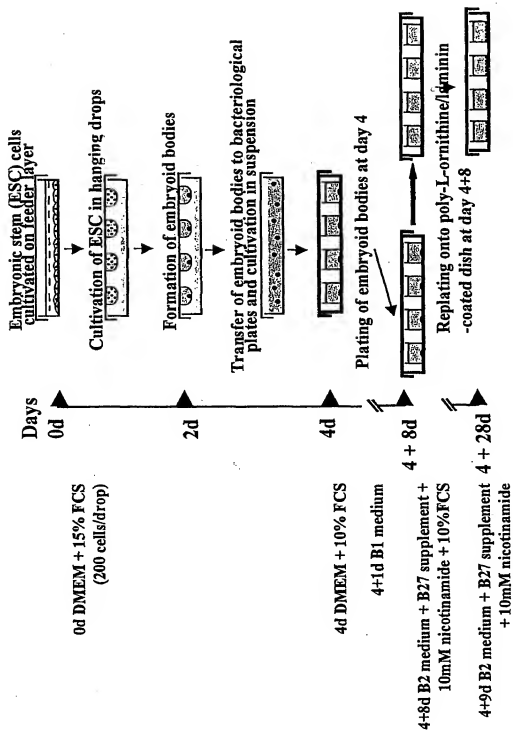 Days
0d
2d
4d
4 + 8d
4 + 28d
0d DMEM + 15% FCS
(200 cells/drop)
4d DMEM + 10% FCS
4+1d B1 medium
4+8d B2 medium + B27 supplement +
10mM nicotinamide + 10%FCS
4+9d B2 medium + B27 supplement
+ 10mM nicotinamide
Embryonic stem (ESC) cells
cultivated on feeder layer
Cultivation of ESC in hanging drops
Formation of embryoid bodies
Transfer of embryoid bodies to bacteriological
plates and cultivation in suspension
Plating of embryoid bodies at day 4
Replating onto poly-L-ornithine/laminin
-coated dish at day 4+8